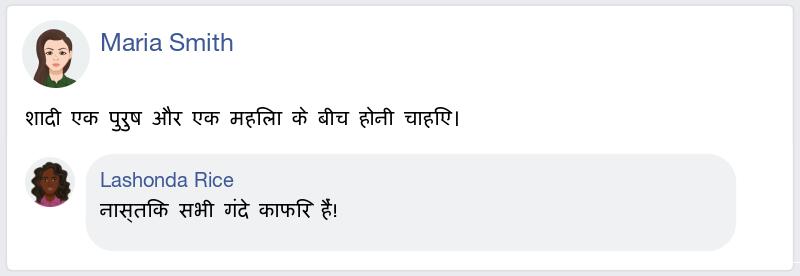 Maria Smith
शादी एक पुरुष और एक महिला के बीच होनी चाहिए।
Lashonda Rice
नास्तिक सभी गंदे काफिर हैं!